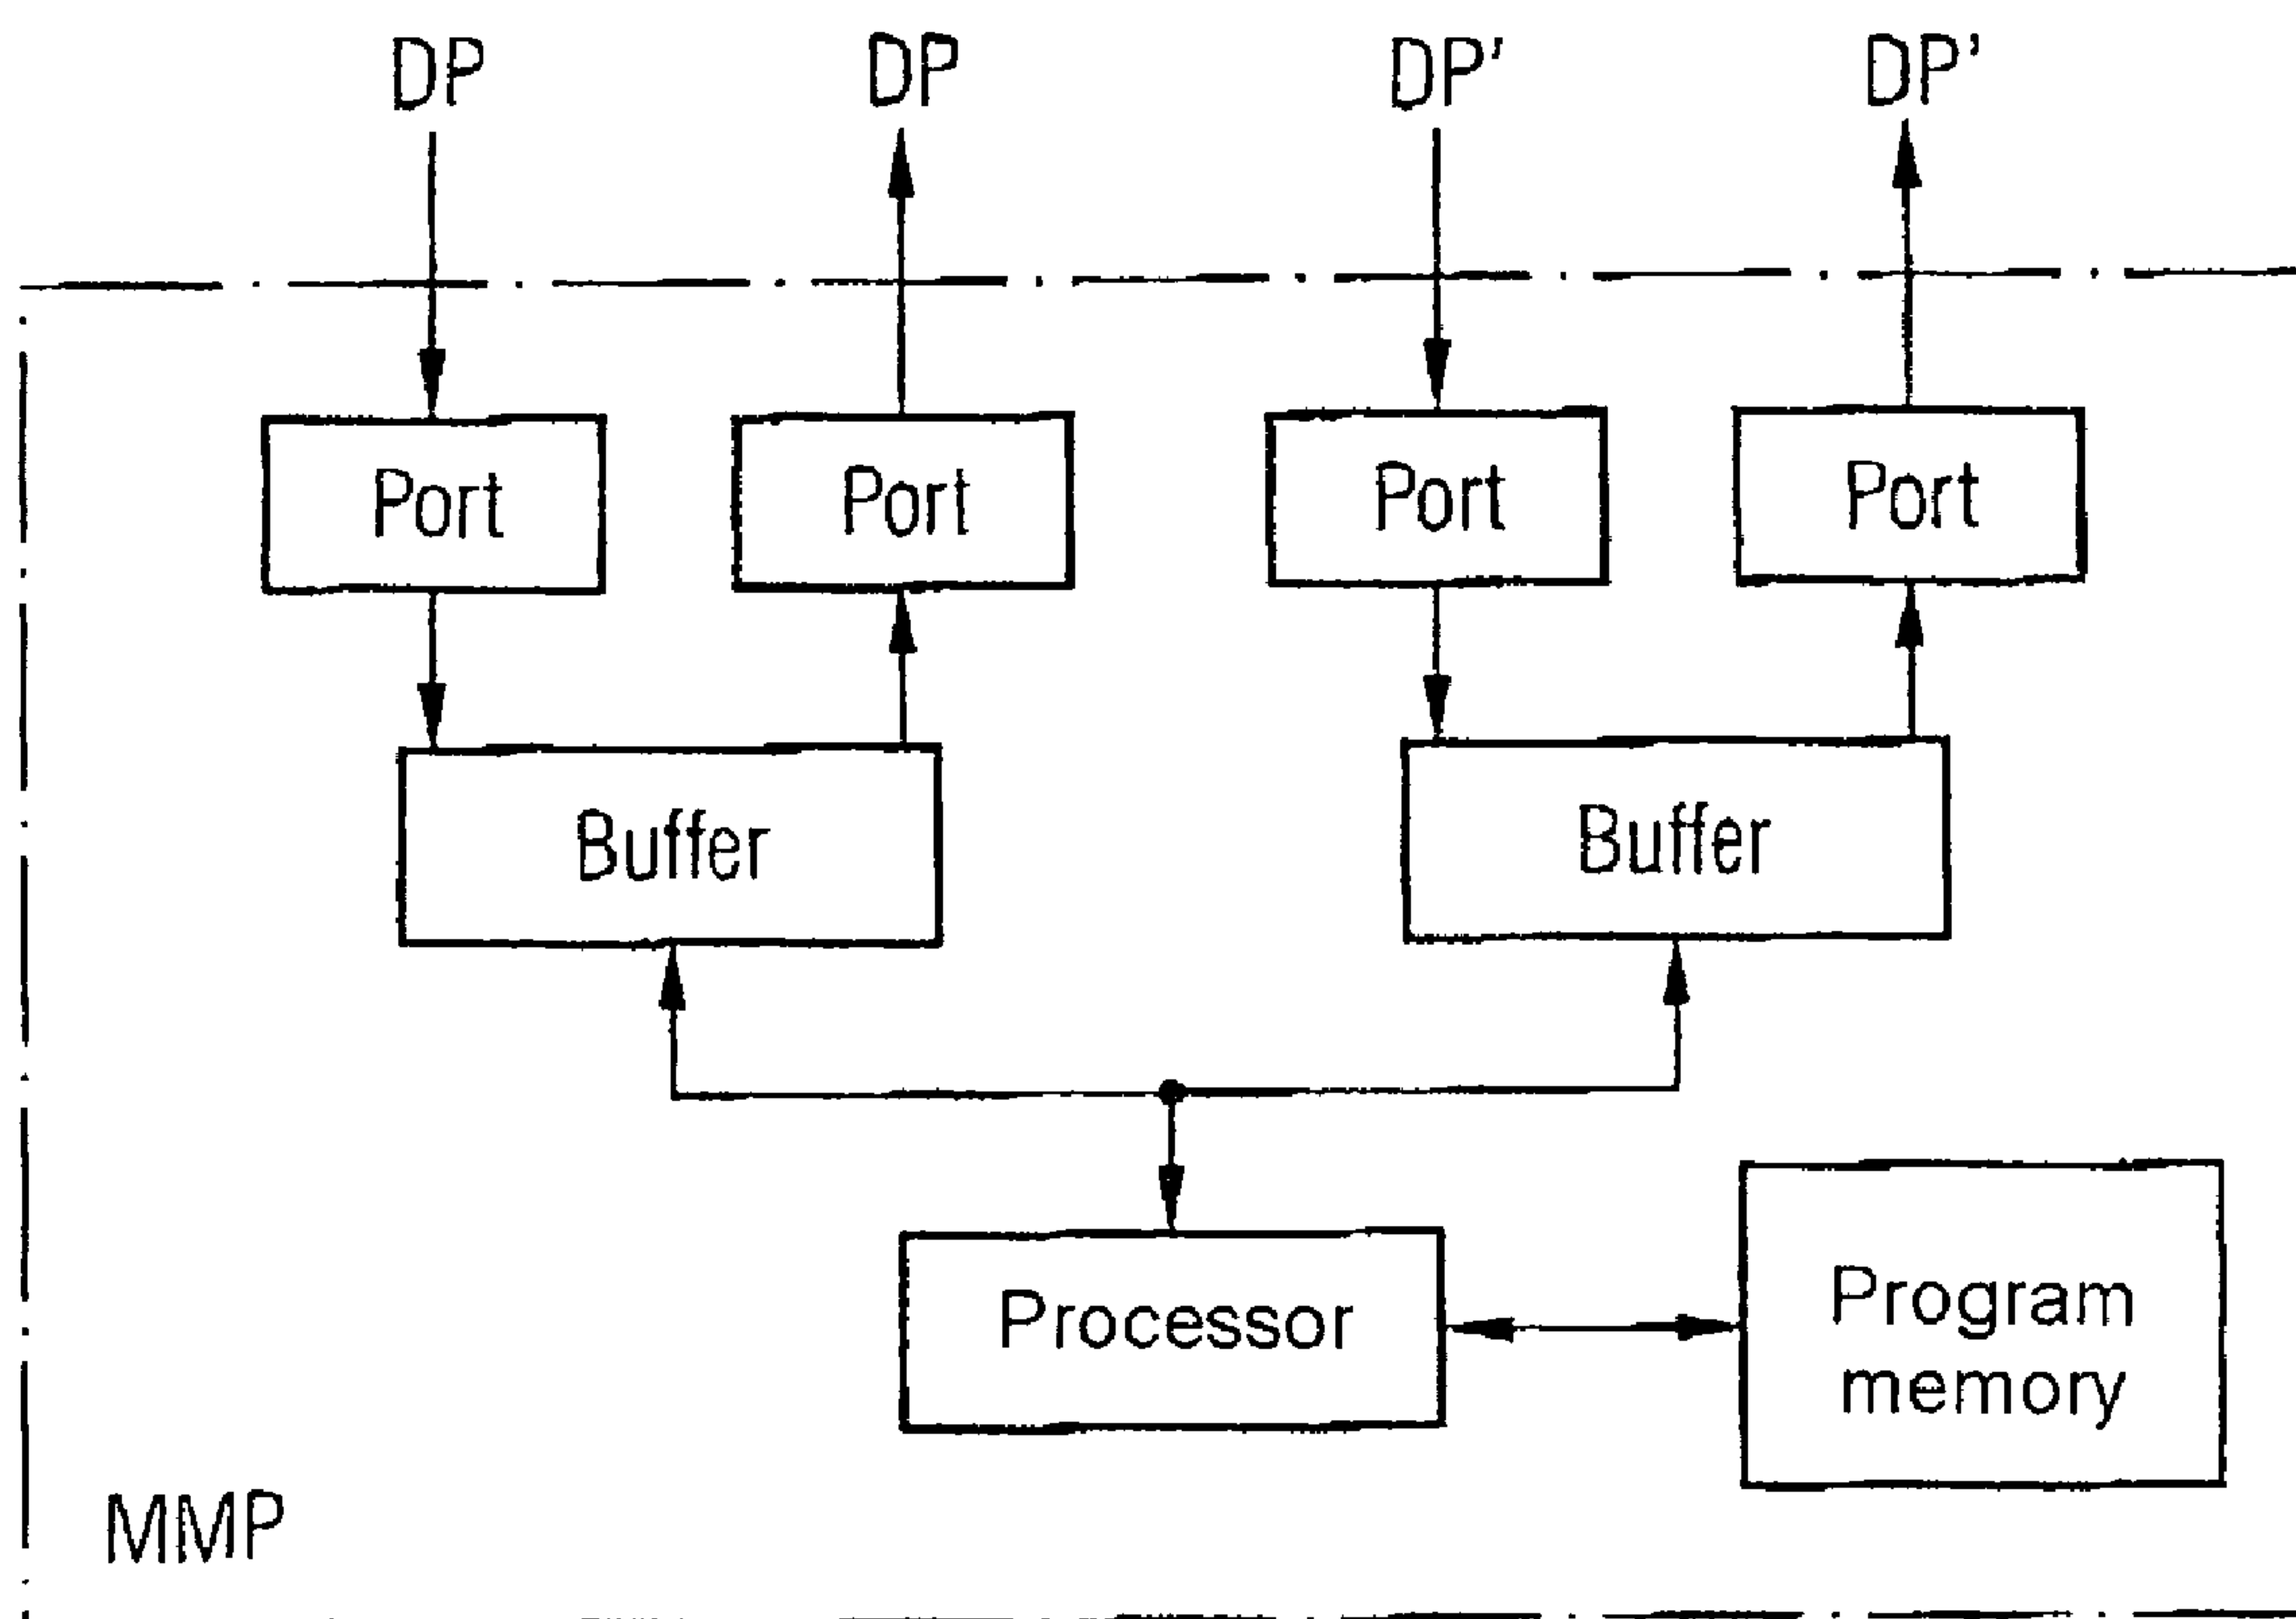 DP
DP
DP'
DP'
Port
Port
Port
Port
Buffer
Buffer
Processor
Program
memory
MMP